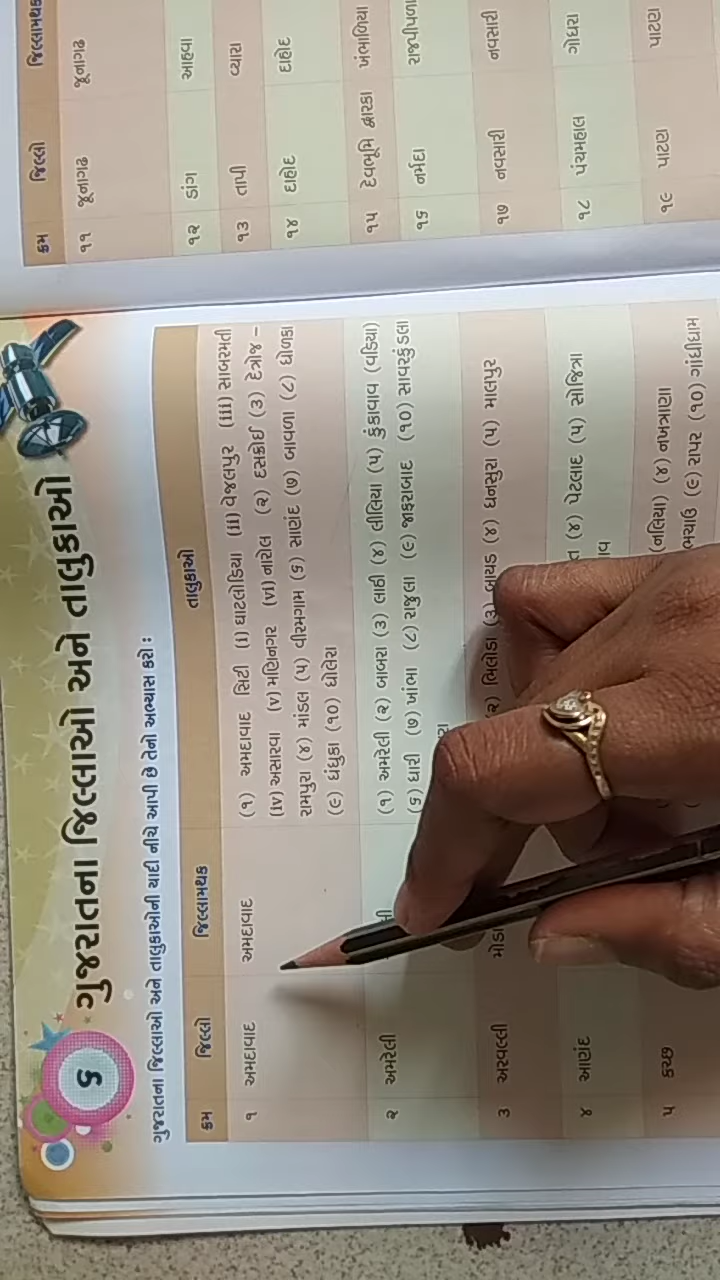 ૬
ગુજરાતના જિલ્લાઓ અને તાલુકાઓ
ગુજરાતના જિલ્લાઓ અને તાલુકાઓની યાદી નીચે આપી છે તેનો અભ્યાસ કરો :
ક્રમ જિલ્લો જિલ્લામથક તાલુકાઓ
૧ અમદાવાદ અમદાવાદ (૧) અમદાવાદ સિટી (i) ઘાટલોડિયા (ii) વેજલપુર (iii) સાબરમતી
(iv) અસારવા (v) મણિનગર (vi) નારોલ (૨) દસક્રોઈ (૩) દેત્રોજ –
રામપુરા (૪) માંડલ (૫) વીરમગામ (૬) સાણંદ (૭) બાવળા (૮) ધોળકા
(૯) ધંધુકા (૧૦) ધોલેરા
૨ અમરેલી (૧) અમરેલી (૨) બાબરા (૩) લાઠી (૪) લીલિયા (૫) કુંકાવાવ (વડિયા)
(૬) ધારી (૭) ખાંભા (૮) રાજુલા (૯) જાફરાબાદ (૧૦) સાવરકુંડલા
૩ અરવલ્લી (૨) ભિલોડા (૩) બાયડ (૪) ધનસુરા (૫) માલપુર
૪ આણંદ (૪) પેટલાદ (૫) સોજિત્રા
૫ કચ્છ (નલિયા) (૪) નખત્રાણા
(૯) રાપર (૧૦) ગાંધીધામ
ક્રમ જિલ્લો જિલ્લામથક
૧૧ જૂનાગઢ જૂનાગઢ
૧૨ ડાંગ આહવા
૧૩ તાપી વ્યારા
૧૪ દાહોદ દાહોદ
૧૫ દેવભૂમિ દ્વારકા ખંભાળિયા
૧૬ નર્મદા રાજપીપળા
૧૭ નવસારી નવસારી
૧૮ પંચમહાલ ગોધરા
૧૯ પાટણ પાટણ